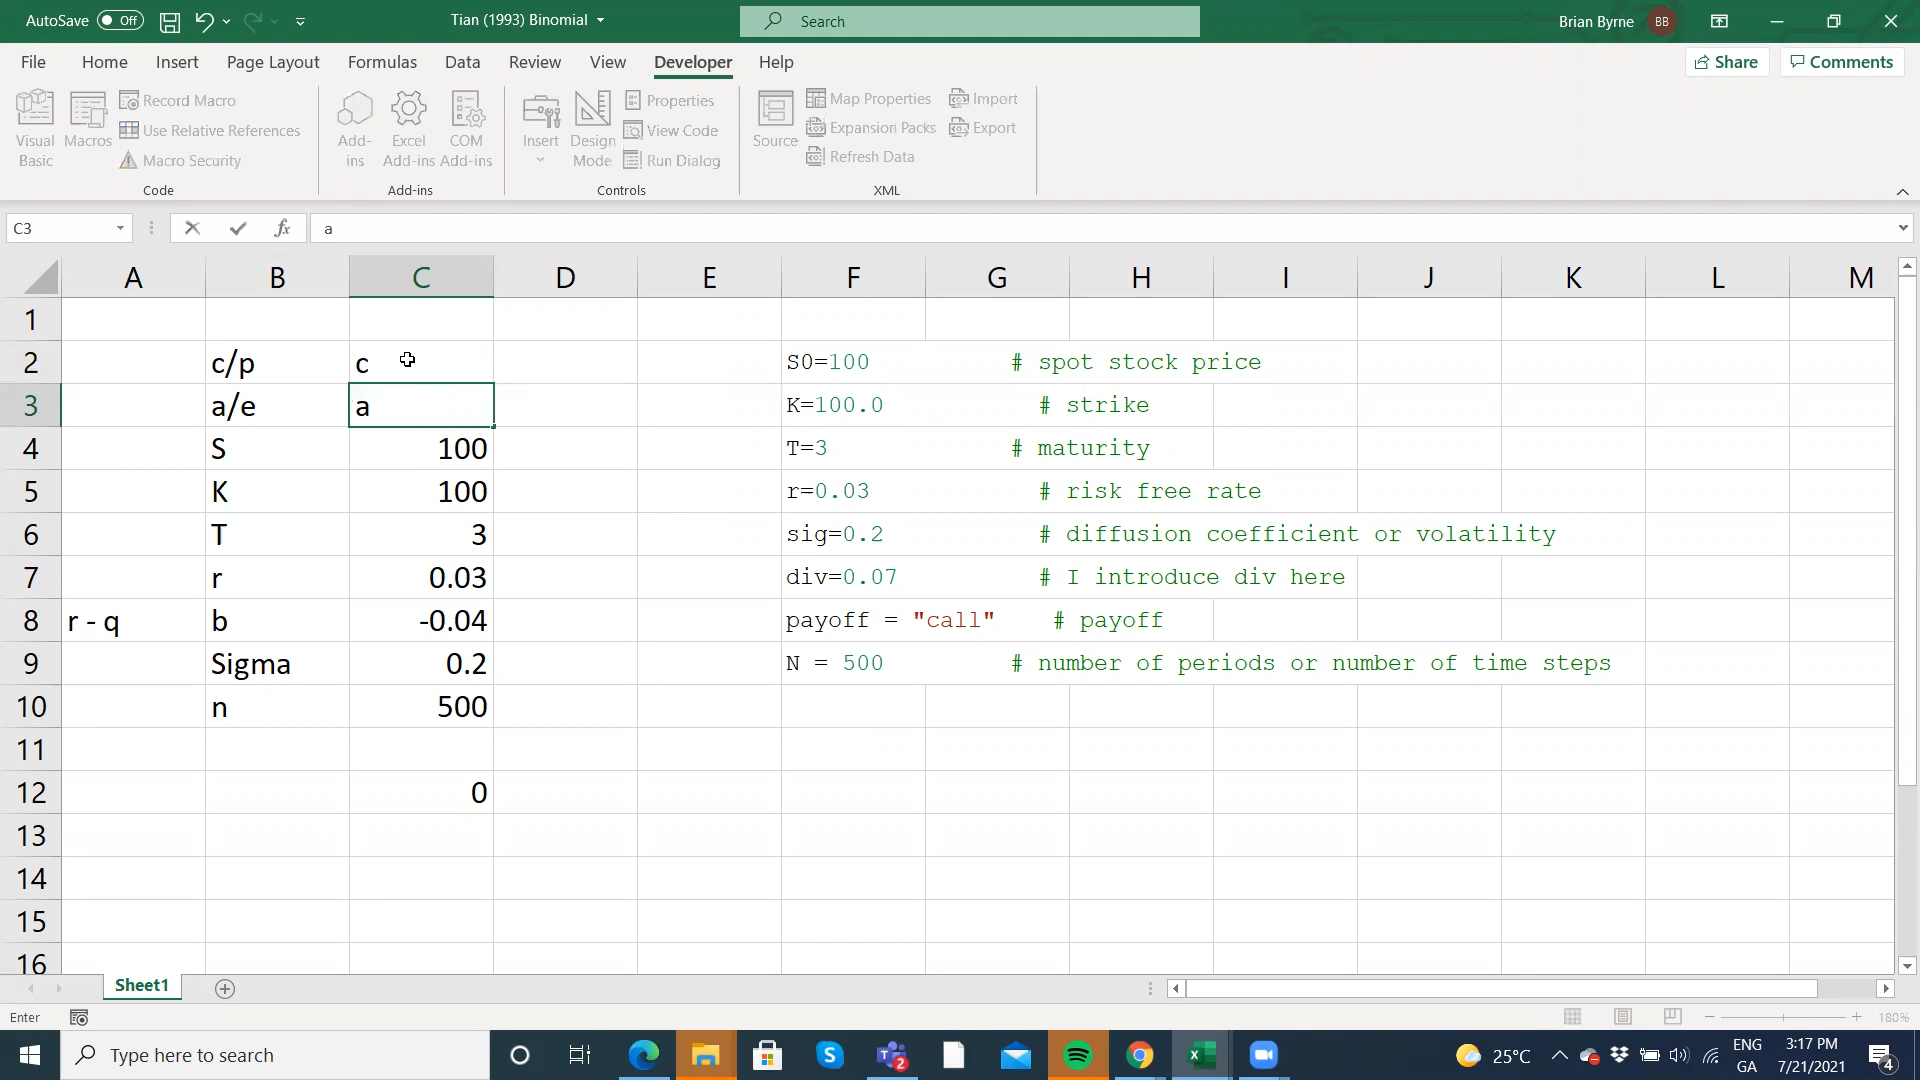 AutoSave Off
Tian (1993) Binomial
Search
Brian Byrne BB
File Home Insert Page Layout Formulas Data Review View Developer Help
Share Comments
Visual Basic
Macros
Record Macro
Use Relative References
Macro Security
Code
Add-ins
Excel Add-ins
COM Add-ins
Add-ins
Insert
Design Mode
Properties
View Code
Run Dialog
Controls
Source
Map Properties
Expansion Packs
Refresh Data
Import
Export
XML
C3 fx a
A B C D E F G H I J K L M
1
2 c/p c S0=100 # spot stock price
3 a/e a K=100.0 # strike
4 S 100 T=3 # maturity
5 K 100 r=0.03 # risk free rate
6 T 3 sig=0.2 # diffusion coefficient or volatility
7 r 0.03 div=0.07 # I introduce div here
8 r - q b -0.04 payoff = "call" # payoff
9 Sigma 0.2 N = 500 # number of periods or number of time steps
10 n 500
11
12 0
13
14
15
16
Sheet1
Enter
180%
Type here to search
2
25°C
ENG
GA
3:17 PM
7/21/2021
4